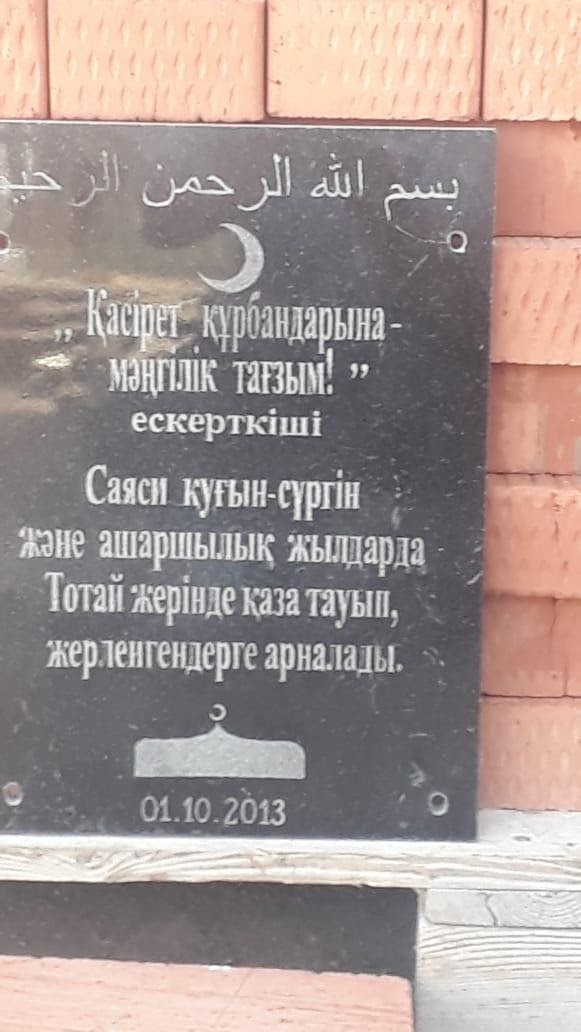 بسم الله الرحمن الرحيم
„ Қасірет құрбандарына-
мәңгілік тағзым! ”
ескерткіші
Саяси қуғын-сүргін
және ашаршылық жылдарда
Тотай жерінде қаза тауып,
жерленгендерге арналады.
01.10.2013